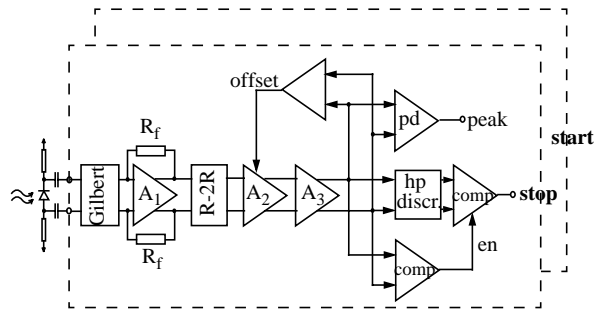 offset
R_f
pd
peak
start
Gilbert
A_1
R-2R
A_2
A_3
hp
discr.
comp
stop
R_f
comp
en